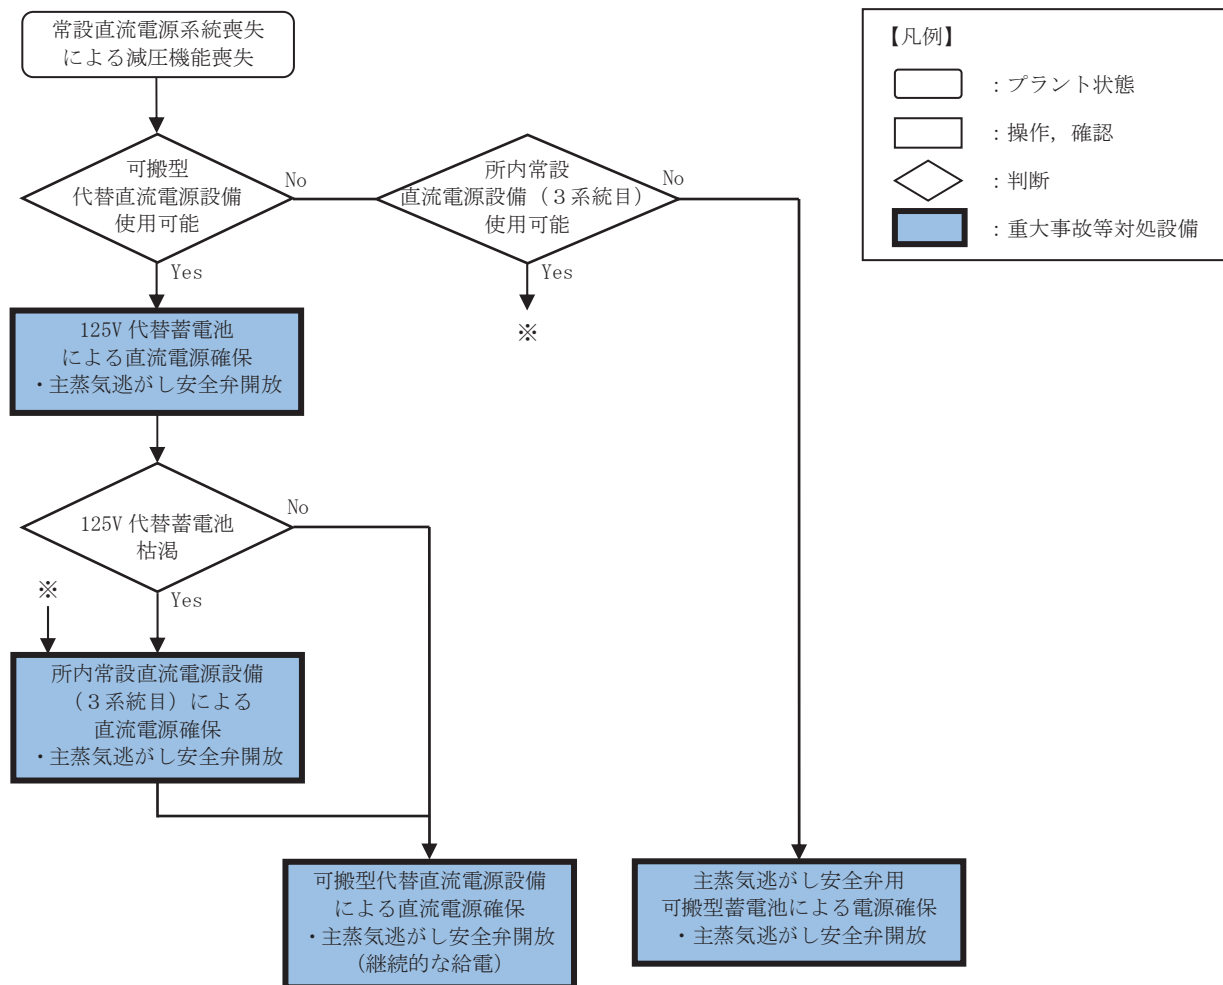 常設直流電源系統喪失
による減圧機能喪失
【凡例】
：プラント状態
：操作，確認
：判断
：重大事故等対処設備
可搬型
代替直流電源設備
使用可能
No
所内常設
直流電源設備（３系統目）
使用可能
No
Yes
Yes
※
125V 代替蓄電池
による直流電源確保
・主蒸気逃がし安全弁開放
125V 代替蓄電池
枯渇
No
※
Yes
所内常設直流電源設備
（３系統目）による
直流電源確保
・主蒸気逃がし安全弁開放
可搬型代替直流電源設備
による直流電源確保
・主蒸気逃がし安全弁開放
（継続的な給電）
主蒸気逃がし安全弁用
可搬型蓄電池による電源確保
・主蒸気逃がし安全弁開放